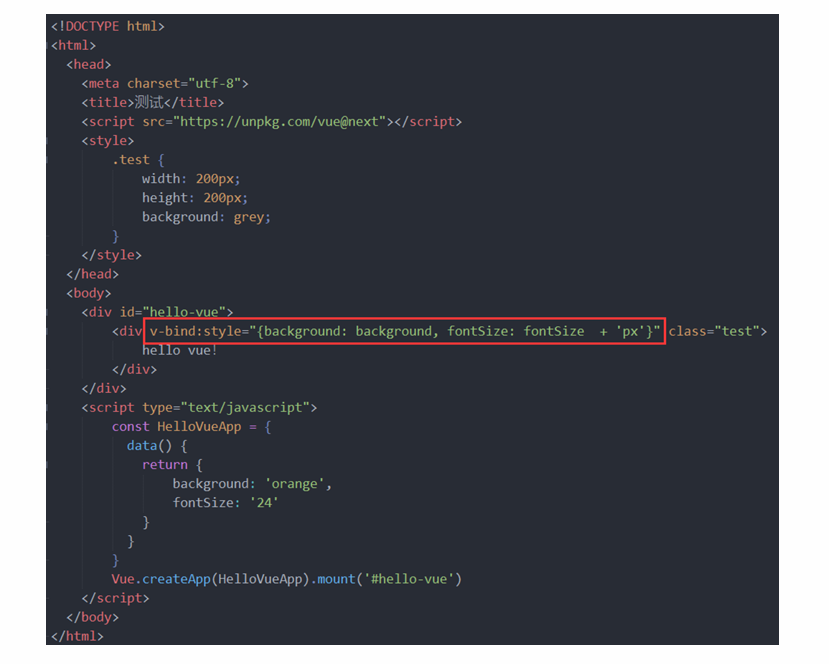 <!DOCTYPE html>
<html>
<head>
<meta charset="utf-8">
<title>测试</title>
<script src="https://unpkg.com/vue@next"></script>
<style>
.test {
width: 200px;
height: 200px;
background: grey;
}
</style>
</head>
<body>
<div id="hello-vue">
<div v-bind:style="{background: background, fontSize: fontSize  + 'px'}" class="test">
hello vue!
</div>
</div>
<script type="text/javascript">
const HelloVueApp = {
data() {
return {
background: 'orange',
fontSize: '24'
}
}
}
Vue.createApp(HelloVueApp).mount('#hello-vue')
</script>
</body>
</html>